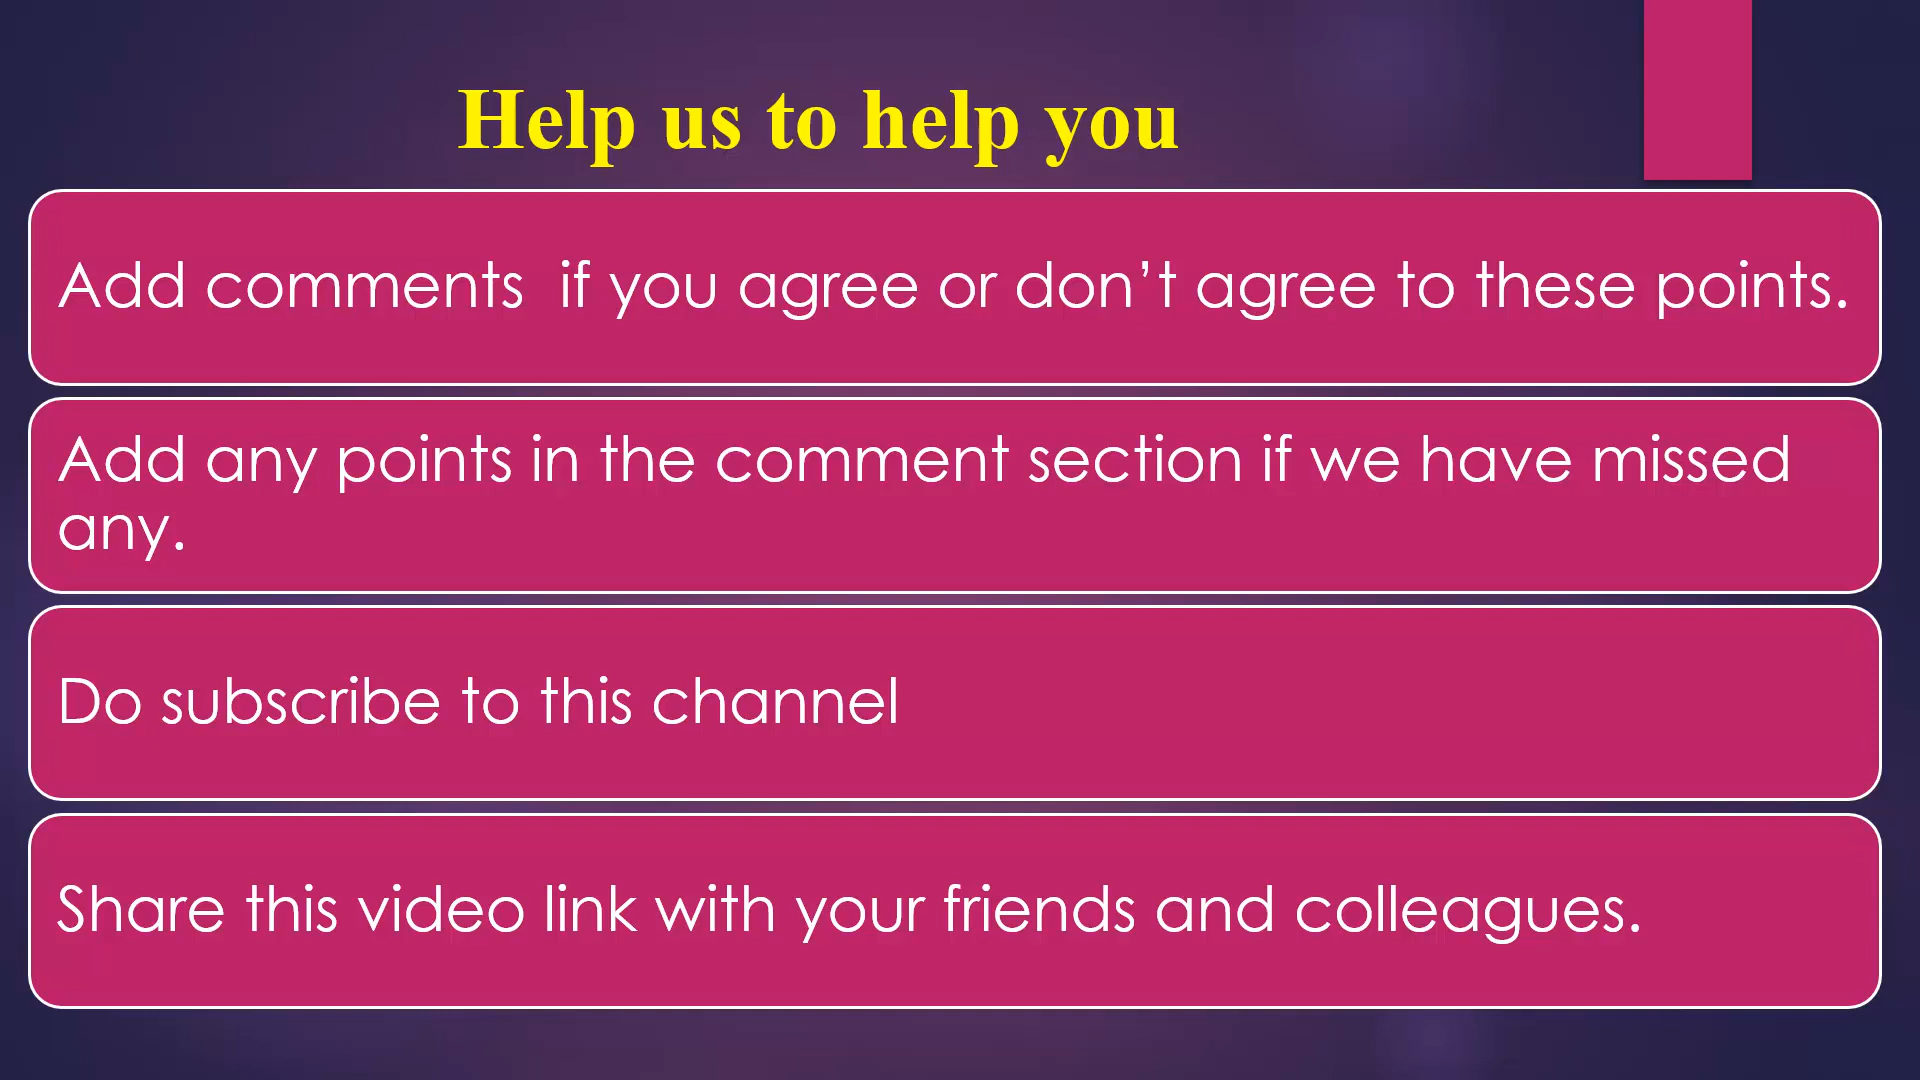 Help us to help you
Add comments  if you agree or don’t agree to these points.
Add any points in the comment section if we have missed
any.
Do subscribe to this channel
Share this video link with your friends and colleagues.